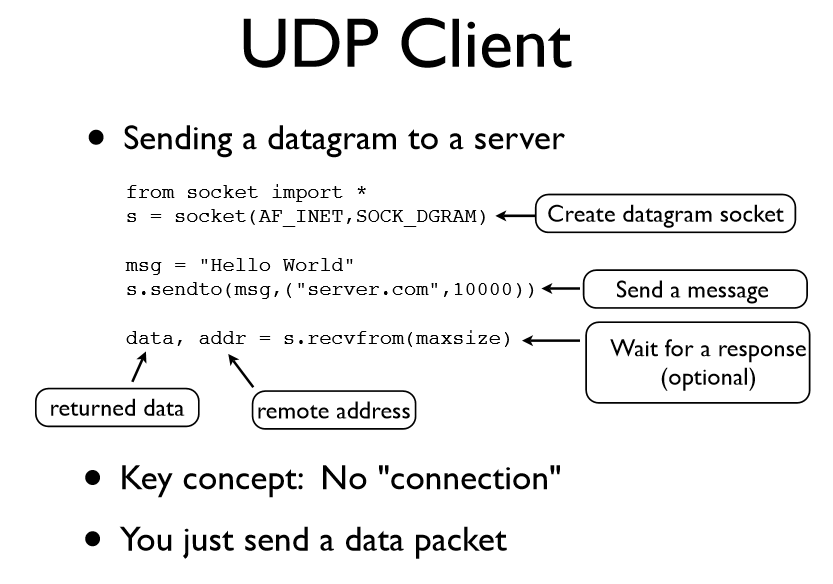 UDP Client
• Sending a datagram to a server
from socket import *
s = socket(AF_INET,SOCK_DGRAM)
Create datagram socket
msg = "Hello World"
s.sendto(msg,("server.com",10000))
Send a message
data, addr = s.recvfrom(maxsize)
Wait for a response
(optional)
returned data
remote address
• Key concept: No "connection"
• You just send a data packet